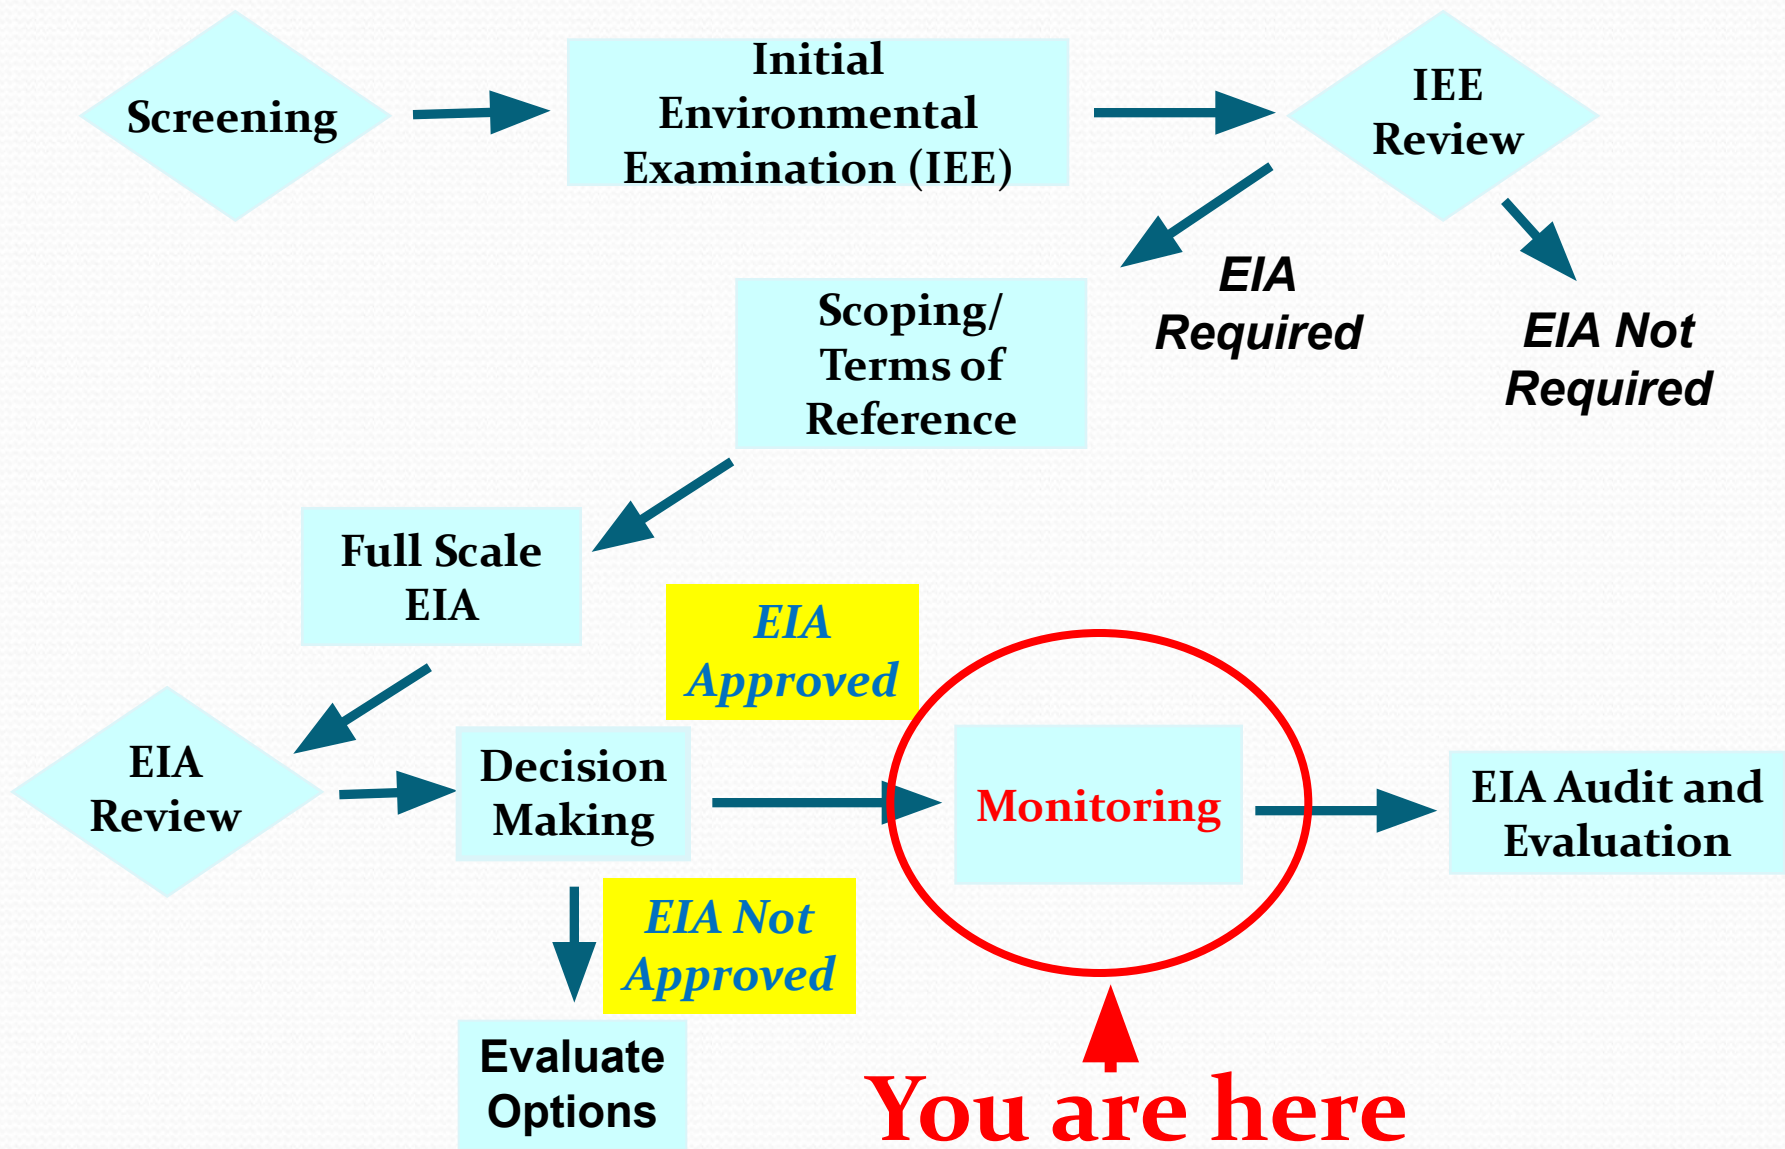 Screening
Initial
Environmental
Examination (IEE)
IEE
Review
EIA
Required
EIA Not
Required
Scoping/
Terms of
Reference
Full Scale
EIA
EIA
Approved
EIA
Review
Decision
Making
Monitoring
EIA Audit and
Evaluation
EIA Not
Approved
Evaluate
Options
You are here